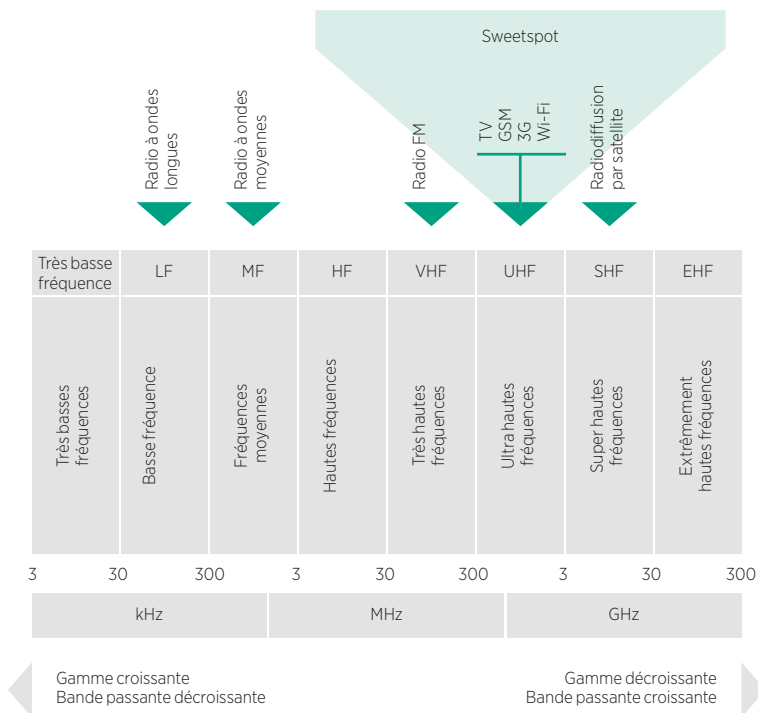 Sweetspot
Radio à ondes
longues
Radio à ondes
moyennes
Radio FM
TV
GSM
3G
Wi-Fi
Radiodiffusion
par satellite
Très basse
fréquence
LF
MF
HF
VHF
UHF
SHF
EHF
Très basses
fréquences
Basse fréquence
Fréquences
moyennes
Hautes fréquences
Très hautes
fréquences
Ultra hautes
fréquences
Super hautes
fréquences
Extrêmement
hautes fréquences
3 30 300 3 30 300 3 30 300
kHz MHz GHz
Gamme croissante
Bande passante décroissante
Gamme décroissante
Bande passante croissante